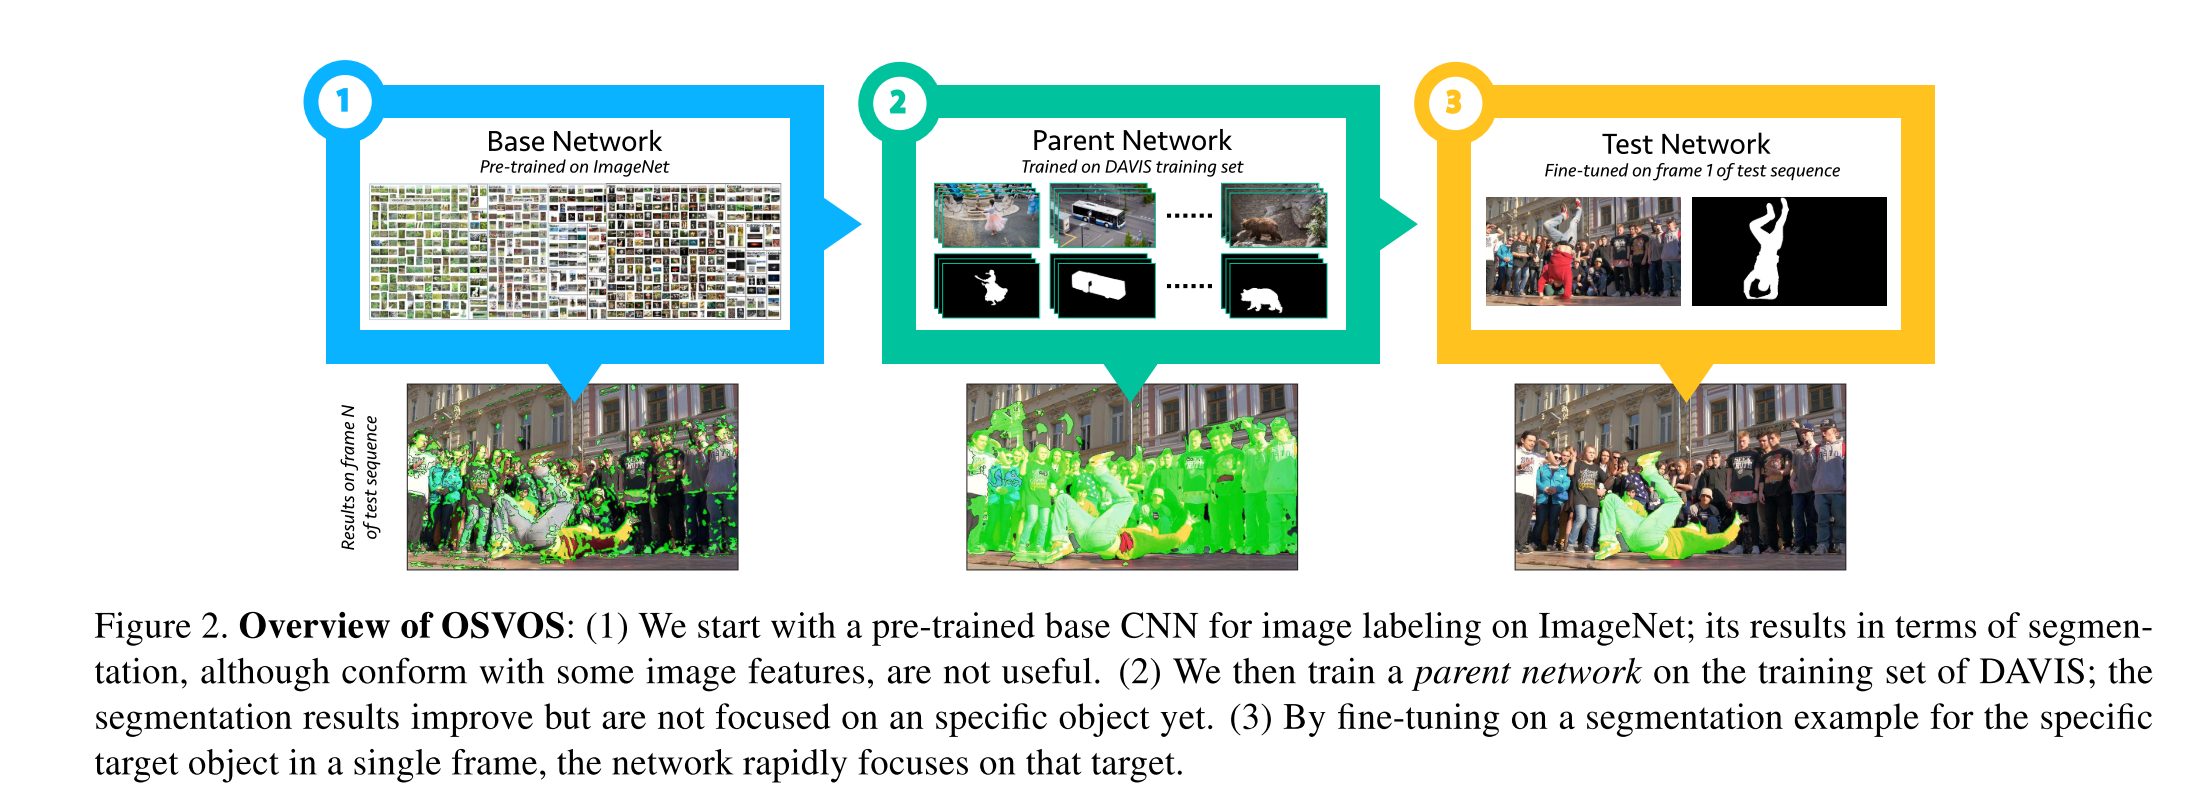 1
Base Network
Pre-trained on ImageNet
2
Parent Network
Trained on DAVIS training set
3
Test Network
Fine-tuned on frame 1 of test sequence
Results on frame N
of test sequence
Figure 2. Overview of OSVOS: (1) We start with a pre-trained base CNN for image labeling on ImageNet; its results in terms of segmen-
tation, although conform with some image features, are not useful. (2) We then train a parent network on the training set of DAVIS; the
segmentation results improve but are not focused on an specific object yet. (3) By fine-tuning on a segmentation example for the specific
target object in a single frame, the network rapidly focuses on that target.